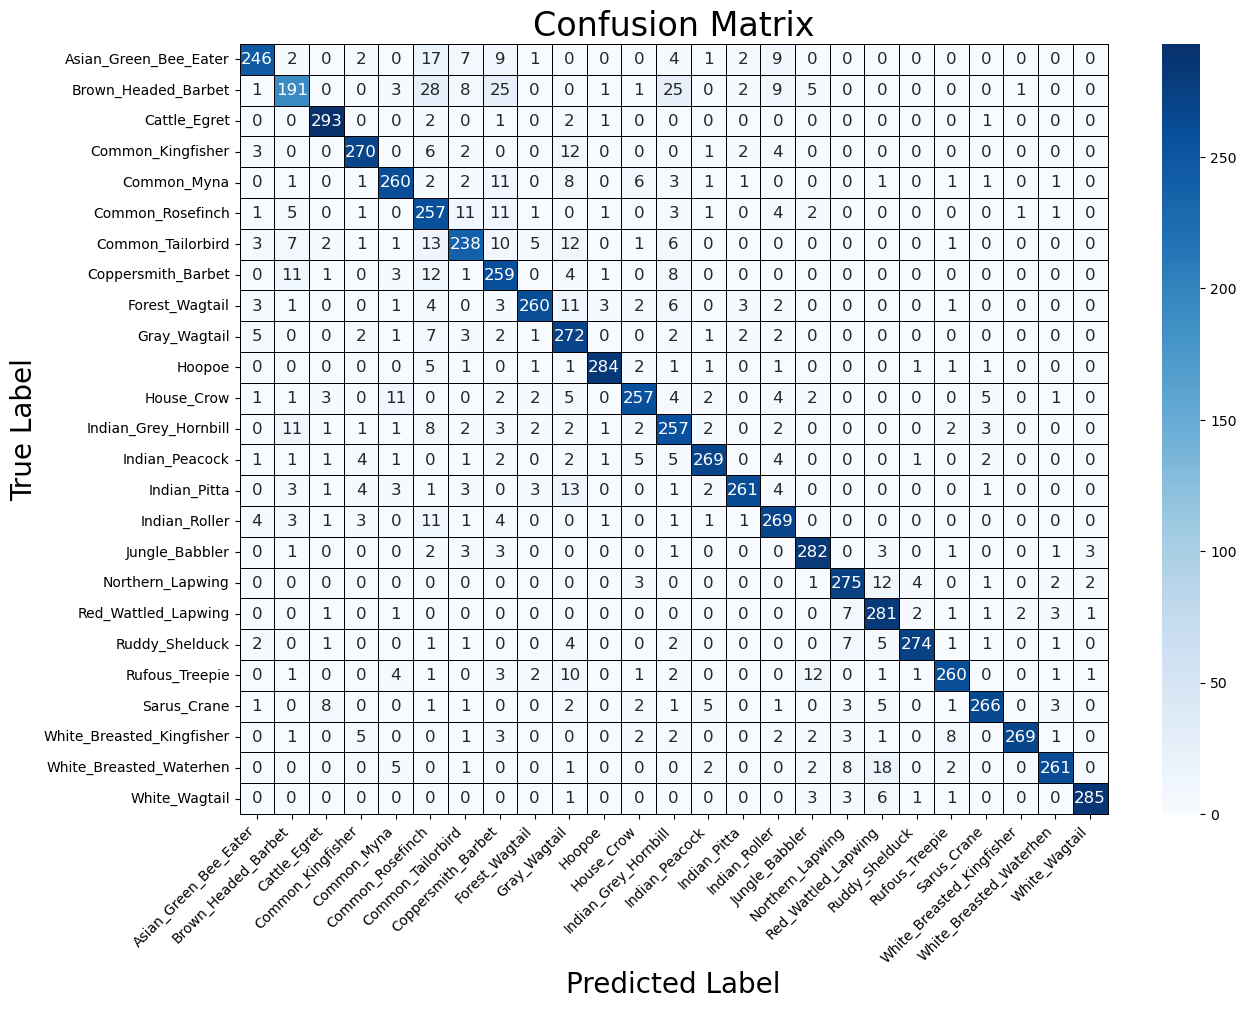 Confusion Matrix
Asian_Green_Bee_Eater 246 2 0 2 0 17 7 9 1 0 0 0 4 1 2 9 0 0 0 0 0 0 0 0 0
Brown_Headed_Barbet 1 191 0 0 3 28 8 25 0 0 1 1 25 0 2 9 5 0 0 0 0 0 1 0 0
Cattle_Egret 0 0 293 0 0 2 0 1 0 2 1 0 0 0 0 0 0 0 0 0 0 1 0 0 0
Common_Kingfisher 3 0 0 270 0 6 2 0 0 12 0 0 0 1 2 4 0 0 0 0 0 0 0 0 0
Common_Myna 0 1 0 1 260 2 2 11 0 8 0 6 3 1 1 0 0 0 1 0 1 1 0 1 0
Common_Rosefinch 1 5 0 1 0 257 11 11 1 0 1 0 3 1 0 4 2 0 0 0 0 0 1 1 0
Common_Tailorbird 3 7 2 1 1 13 238 10 5 12 0 1 6 0 0 0 0 0 0 0 1 0 0 0 0
Coppersmith_Barbet 0 11 1 0 3 12 1 259 0 4 1 0 8 0 0 0 0 0 0 0 0 0 0 0 0
Forest_Wagtail 3 1 0 0 1 4 0 3 260 11 3 2 6 0 3 2 0 0 0 0 1 0 0 0 0
Gray_Wagtail 5 0 0 2 1 7 3 2 1 272 0 0 2 1 2 2 0 0 0 0 0 0 0 0 0
Hoopoe 0 0 0 0 0 5 1 0 1 1 284 2 1 1 0 1 0 0 0 1 1 1 0 0 0
House_Crow 1 1 3 0 11 0 0 2 2 5 0 257 4 2 0 4 2 0 0 0 0 5 0 1 0
Indian_Grey_Hornbill 0 11 1 1 1 8 2 3 2 2 1 2 257 2 0 2 0 0 0 0 2 3 0 0 0
Indian_Peacock 1 1 1 4 1 0 1 2 0 2 1 5 5 269 0 4 0 0 0 1 0 2 0 0 0
Indian_Pitta 0 3 1 4 3 1 3 0 3 13 0 0 1 2 261 4 0 0 0 0 0 1 0 0 0
Indian_Roller 4 3 1 3 0 11 1 4 0 0 1 0 1 1 1 269 0 0 0 0 0 0 0 0 0
Jungle_Babbler 0 1 0 0 0 2 3 3 0 0 0 0 1 0 0 0 282 0 3 0 1 0 0 1 3
Northern_Lapwing 0 0 0 0 0 0 0 0 0 0 0 3 0 0 0 0 1 275 12 4 0 1 0 2 2
Red_Wattled_Lapwing 0 0 1 0 1 0 0 0 0 0 0 0 0 0 0 0 0 7 281 2 1 1 2 3 1
Ruddy_Shelduck 2 0 1 0 0 1 1 0 0 4 0 0 2 0 0 0 0 7 5 274 1 1 0 1 0
Rufous_Treepie 0 1 0 0 4 1 0 3 2 10 0 1 2 0 0 0 12 0 1 1 260 0 0 1 1
Sarus_Crane 1 0 8 0 0 1 1 0 0 2 0 2 1 5 0 1 0 3 5 0 1 266 0 3 0
White_Breasted_Kingfisher 0 1 0 5 0 0 1 3 0 0 0 2 2 0 0 2 2 3 1 0 8 0 269 1 0
White_Breasted_Waterhen 0 0 0 0 5 0 1 0 0 1 0 0 0 2 0 0 2 8 18 0 2 0 0 261 0
White_Wagtail 0 0 0 0 0 0 0 0 0 1 0 0 0 0 0 0 3 3 6 1 1 0 0 0 285
True Label
Asian_Green_Bee_Eater
Brown_Headed_Barbet
Cattle_Egret
Common_Kingfisher
Common_Myna
Common_Rosefinch
Common_Tailorbird
Coppersmith_Barbet
Forest_Wagtail
Gray_Wagtail
Hoopoe
House_Crow
Indian_Grey_Hornbill
Indian_Peacock
Indian_Pitta
Indian_Roller
Jungle_Babbler
Northern_Lapwing
Red_Wattled_Lapwing
Ruddy_Shelduck
Rufous_Treepie
Sarus_Crane
White_Breasted_Kingfisher
White_Breasted_Waterhen
White_Wagtail
Predicted Label
250
200
150
100
50
0